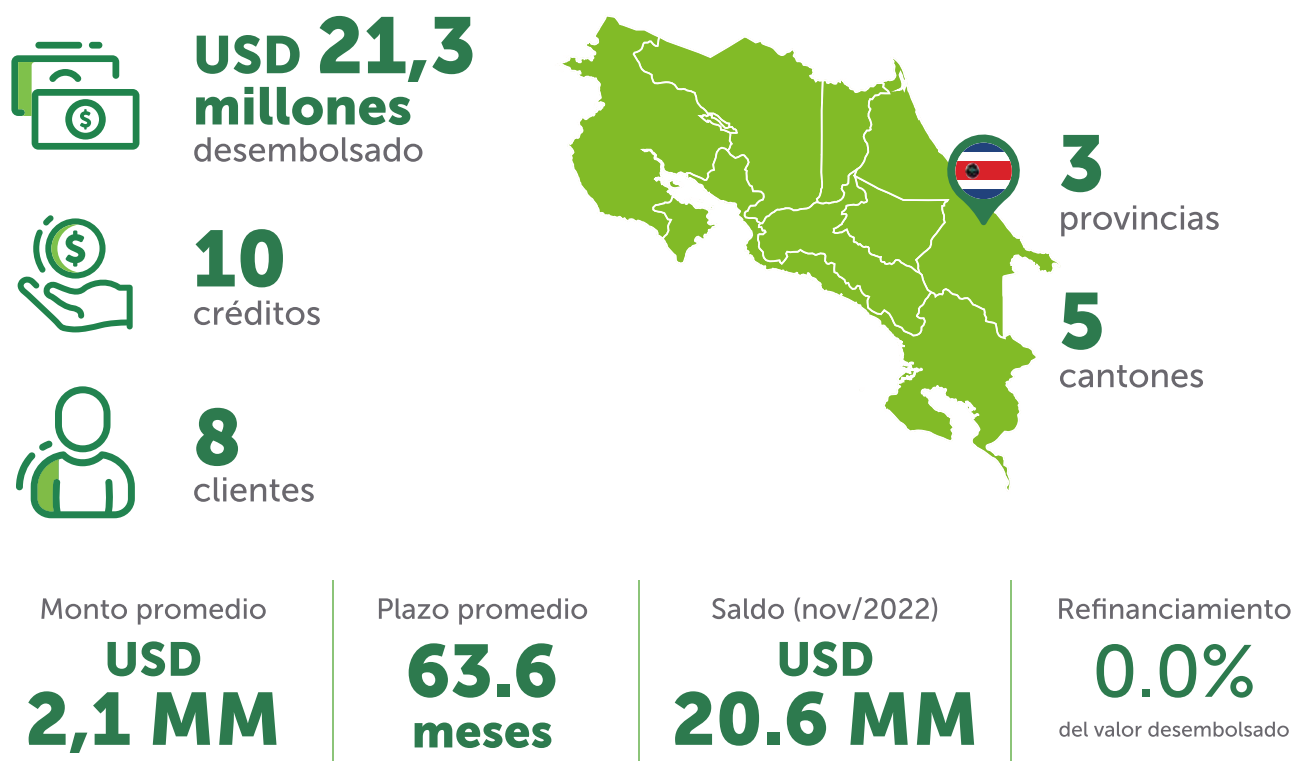 USD 21,3
millones
desembolsado
10
créditos
8
clientes
3
provincias
5
cantones
Monto promedio
USD
2,1 MM
Plazo promedio
63.6
meses
Saldo (nov/2022)
USD
20.6 MM
Refinanciamiento
0.0%
del valor desembolsado